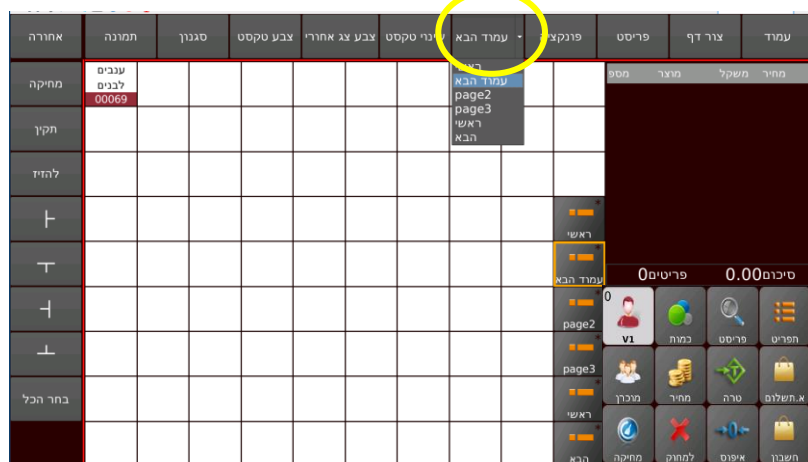 עמוד
צור דף
פריסט
פונקציה
עמוד הבא
שינוי טקסט
צבע צג אחורי
צבע טקסט
סגנון
תמונה
אחורה
ראשי
עמוד הבא
page2
page3
ראשי
הבא
מחיר
משקל
מוצר
מספ
ענבים
לבנים
00069
מחיקה
תקין
להזיז
בחר הכל
ראשי
עמוד הבא
page2
page3
ראשי
הבא
סיכום0.00
פריטים0
תפריט
פריסט
כמות
0
V1
א.תשלום
טרה
מחיר
מוכרן
חשבון
איפוס
למחוק
מחיקה